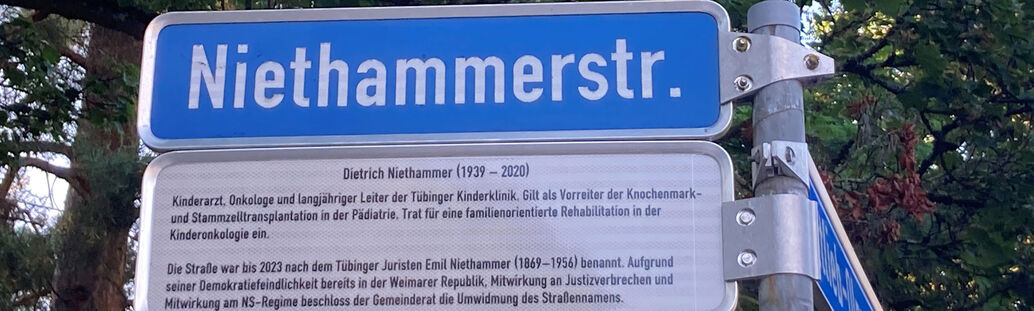 Niethammerstr.
Dietrich Niethammer (1939 – 2020)
Kinderarzt, Onkologe und langjähriger Leiter der Tübinger Kinderklinik. Gilt als Vorreiter der Knochenmark-
und Stammzelltransplantation in der Pädiatrie. Trat für eine familienorientierte Rehabilitation in der
Kinderonkologie ein.
Die Straße war bis 2023 nach dem Tübinger Juristen Emil Niethammer (1869–1956) benannt. Aufgrund
seiner Demokratiefeindlichkeit bereits in der Weimarer Republik, Mitwirkung an Justizverbrechen und
Mitwirkung am NS-Regime beschloss der Gemeinderat die Umwidmung des Straßennamens.